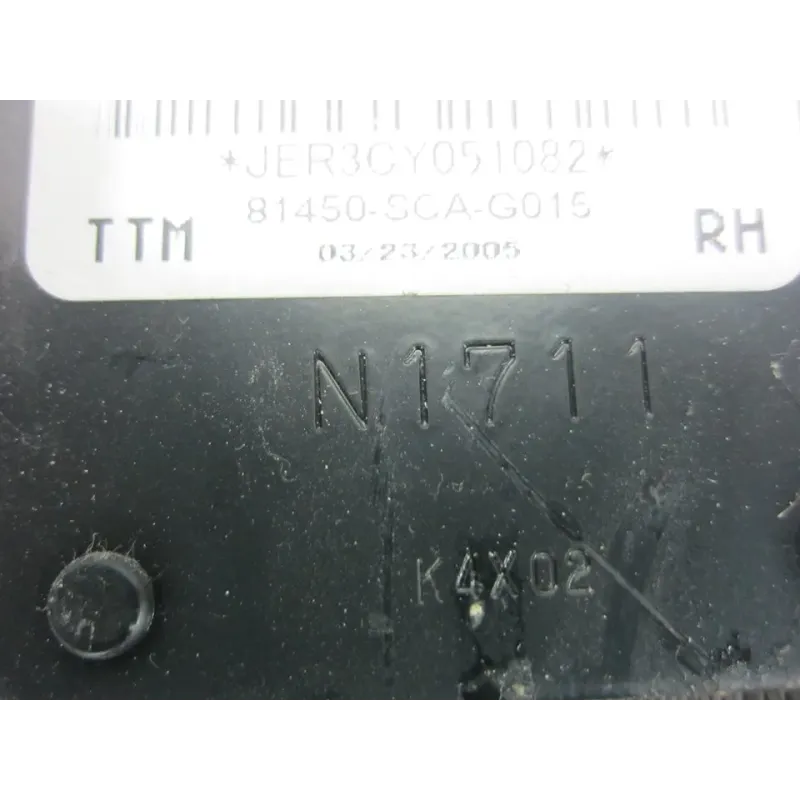 *JER3CY051082*
81450-SCA-G015
TTM 03/23/2005 RH
N1711
K4X02